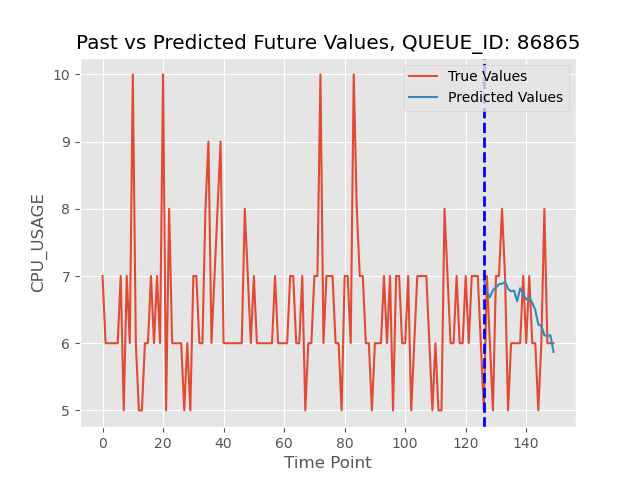 Past vs Predicted Future Values, QUEUE_ID: 86865
True Values
Predicted Values
CPU_USAGE
10
9
8
7
6
5
0 20 40 60 80 100 120 140
Time Point